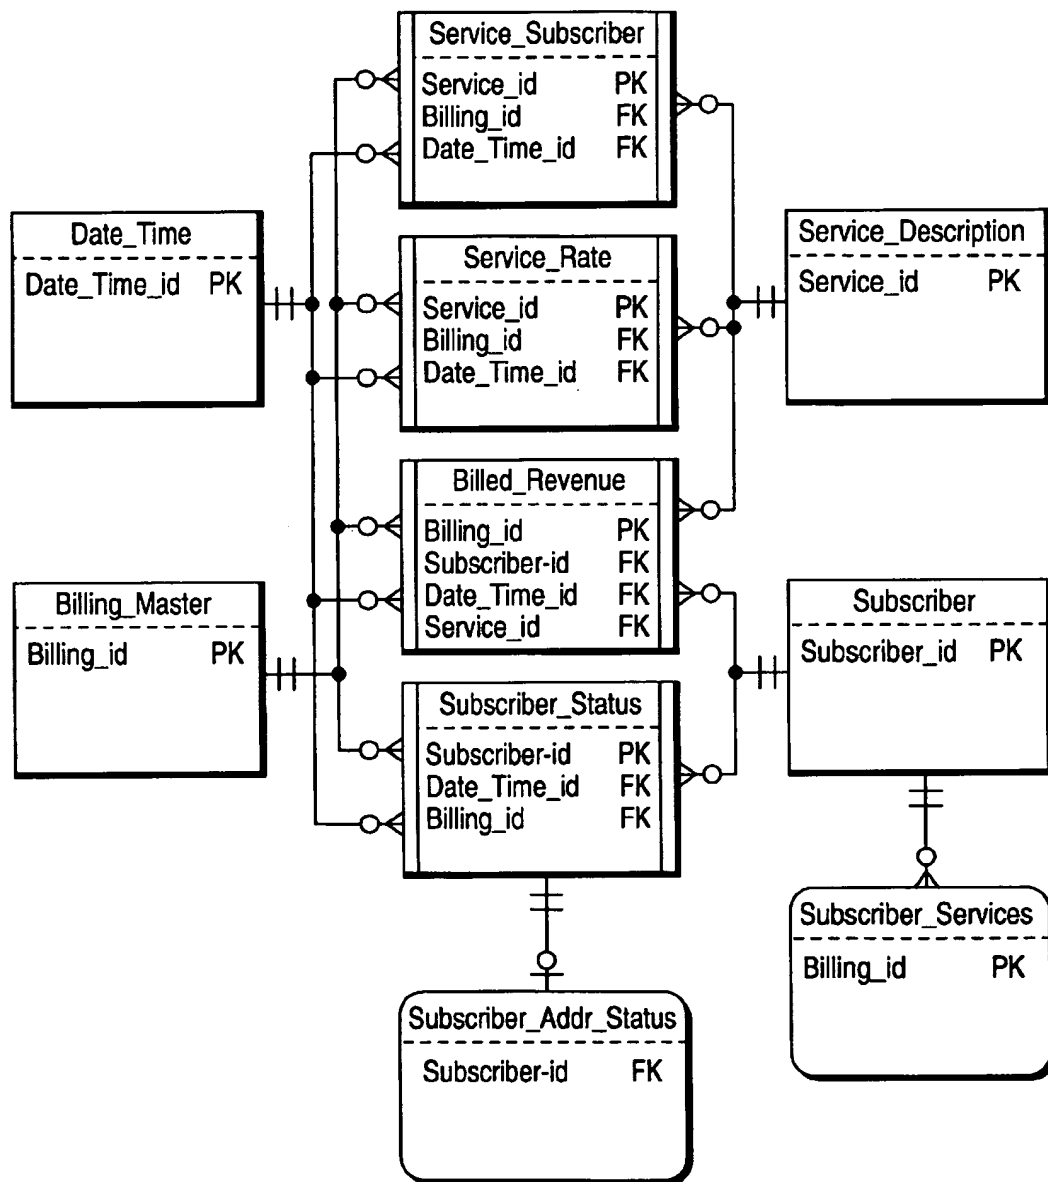 Service_Subscriber
Service_id PK
Billing_id FK
Date_Time_id FK
Date_Time
Date_Time_id PK
Service_Rate
Service_id PK
Billing_id FK
Date_Time_id FK
Service_Description
Service_id PK
Billed_Revenue
Billing_id PK
Subscriber-id FK
Date_Time_id FK
Service_id FK
Billing_Master
Billing_id PK
Subscriber
Subscriber_id PK
Subscriber_Status
Subscriber-id PK
Date_Time_id FK
Billing_id FK
Subscriber_Services
Billing_id PK
Subscriber_Addr_Status
Subscriber-id FK